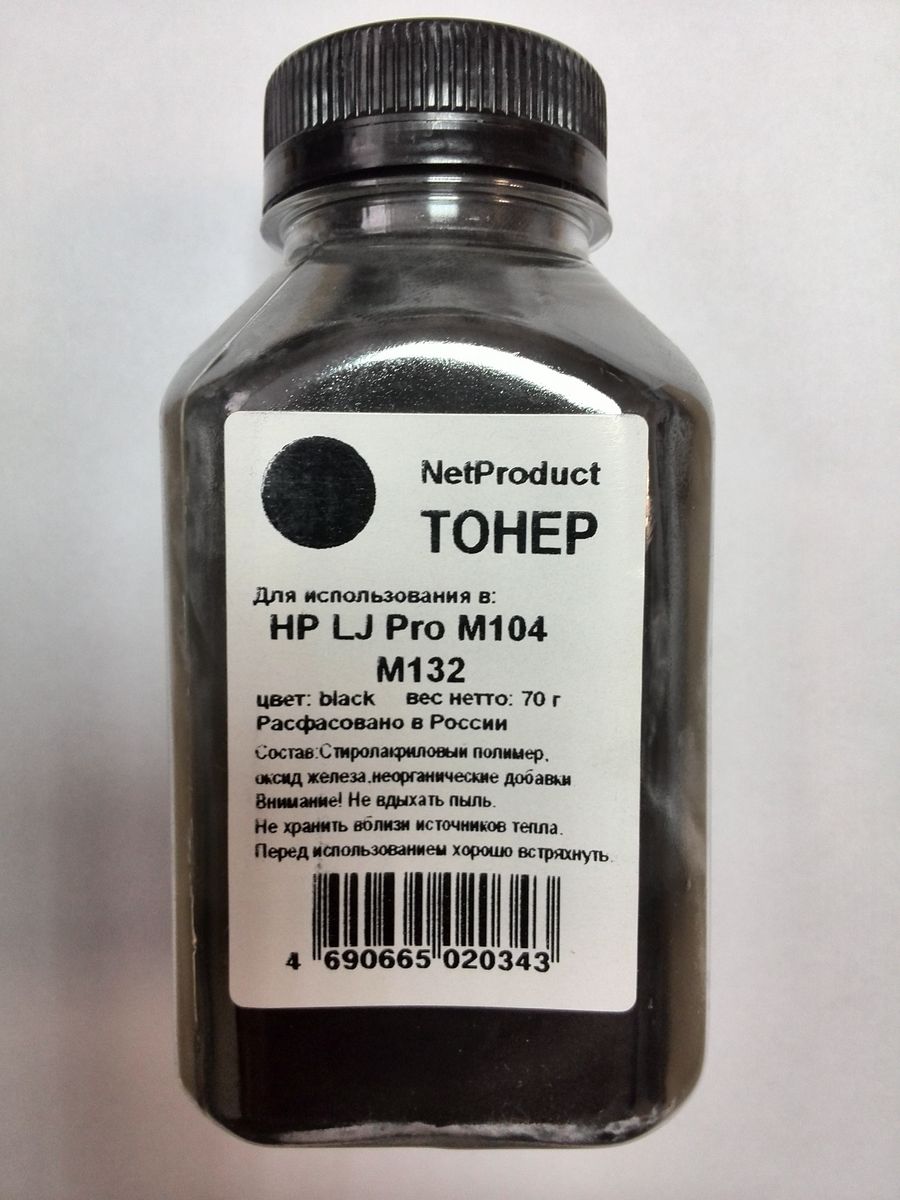 NetProduct
ТОНЕР
Для использования в:
HP LJ Pro M104
M132
цвет: black вес нетто: 70 г
Расфасовано в России
Состав:Стиролакриловый полимер,
оксид железа,неорганические добавки
Внимание! Не вдыхать пыль.
Не хранить вблизи источников тепла.
Перед использованием хорошо встряхнуть.
4 690665 020343